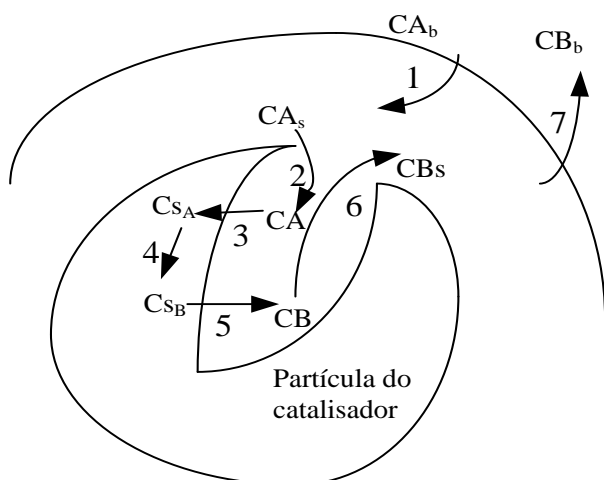 CA_b
CB_b
1
7
CA_s
2
CBs
Cs_A
3
CA
6
4
Cs_B
5
CB
Partícula do
catalisador